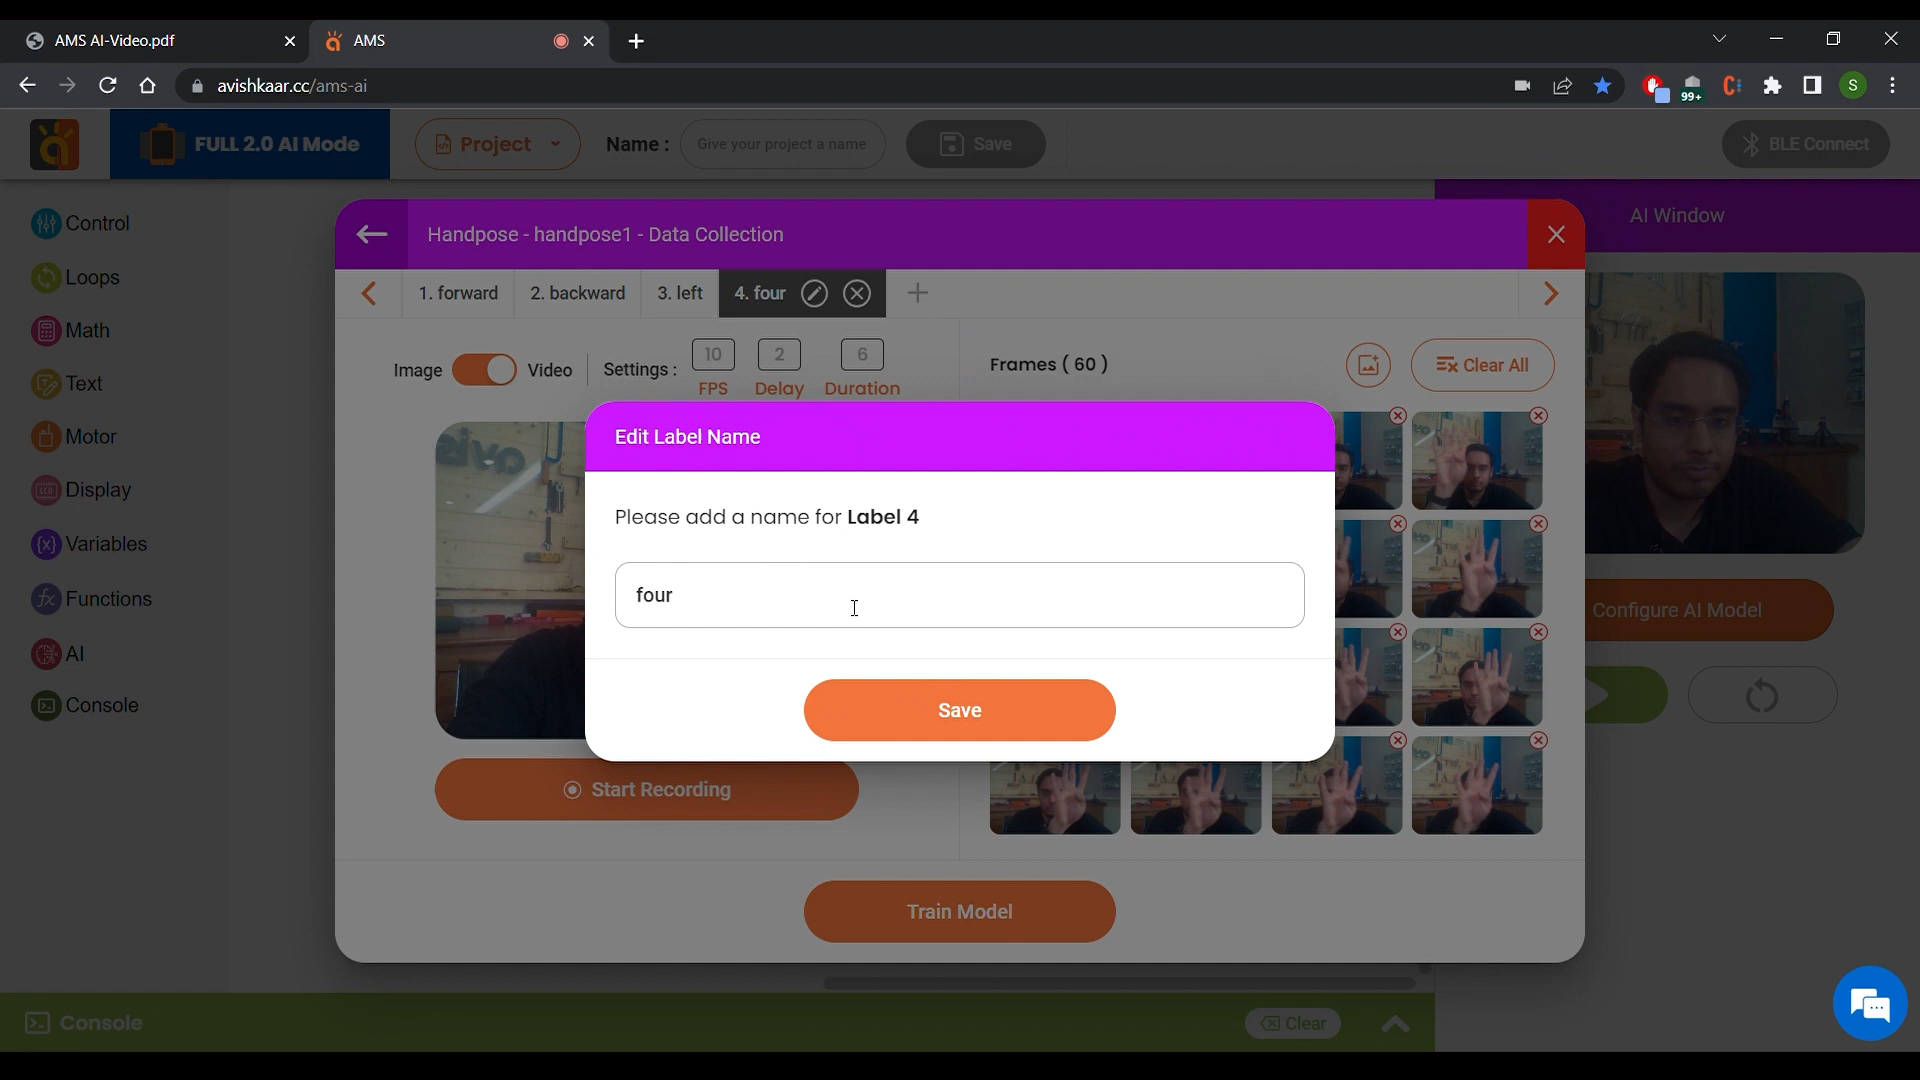 AMS AI-Video.pdf
AMS
avishkaar.cc/ams-ai
99+
S
FULL 2.0 AI Mode
Project
Name :
Give your project a name
Save
BLE Connect
Control
Loops
Math
Text
Motor
Display
Variables
Functions
AI
Console
Handpose - handpose1 - Data Collection
1. forward
2. backward
3. left
4. four
Image
Video
Settings :
10
FPS
2
Delay
6
Duration
Frames ( 60 )
Clear All
Edit Label Name
Please add a name for Label 4
four
Save
Start Recording
Train Model
AI Window
Configure AI Model
Console
Clear